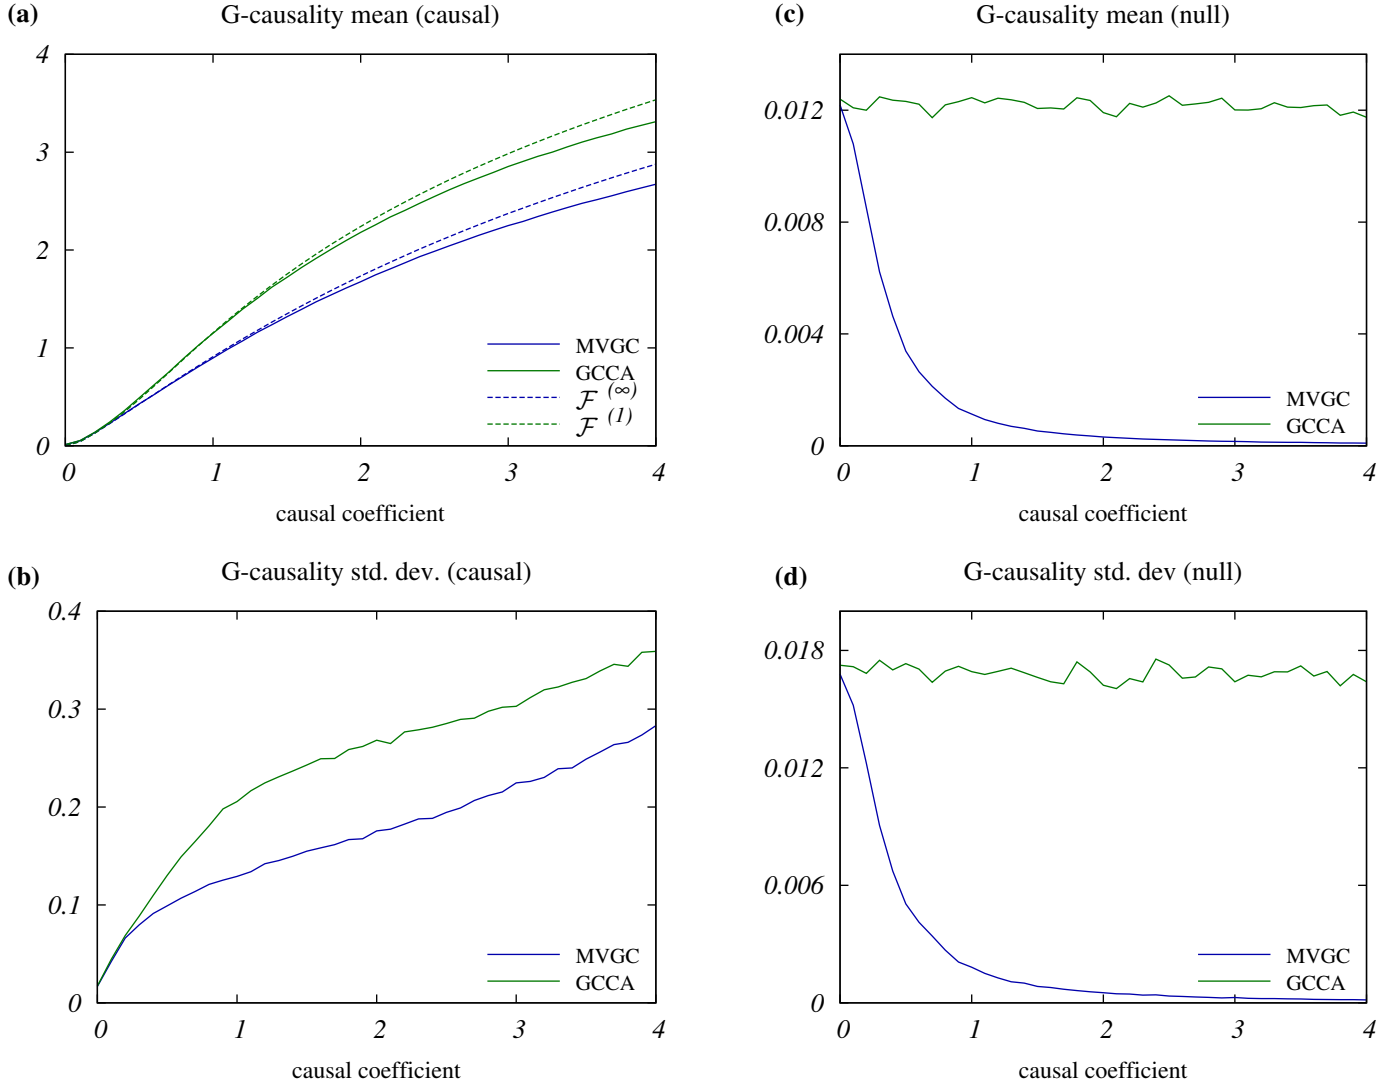 (a) G-causality mean (causal)
4
3
2
1
0
0 1 2 3 4
causal coefficient
MVGC
GCCA
ℱ (∞)
ℱ (1)
(c) G-causality mean (null)
0.012
0.008
0.004
0
0 1 2 3 4
causal coefficient
MVGC
GCCA
(b) G-causality std. dev. (causal)
0.4
0.3
0.2
0.1
0
0 1 2 3 4
causal coefficient
MVGC
GCCA
(d) G-causality std. dev (null)
0.018
0.012
0.006
0
0 1 2 3 4
causal coefficient
MVGC
GCCA